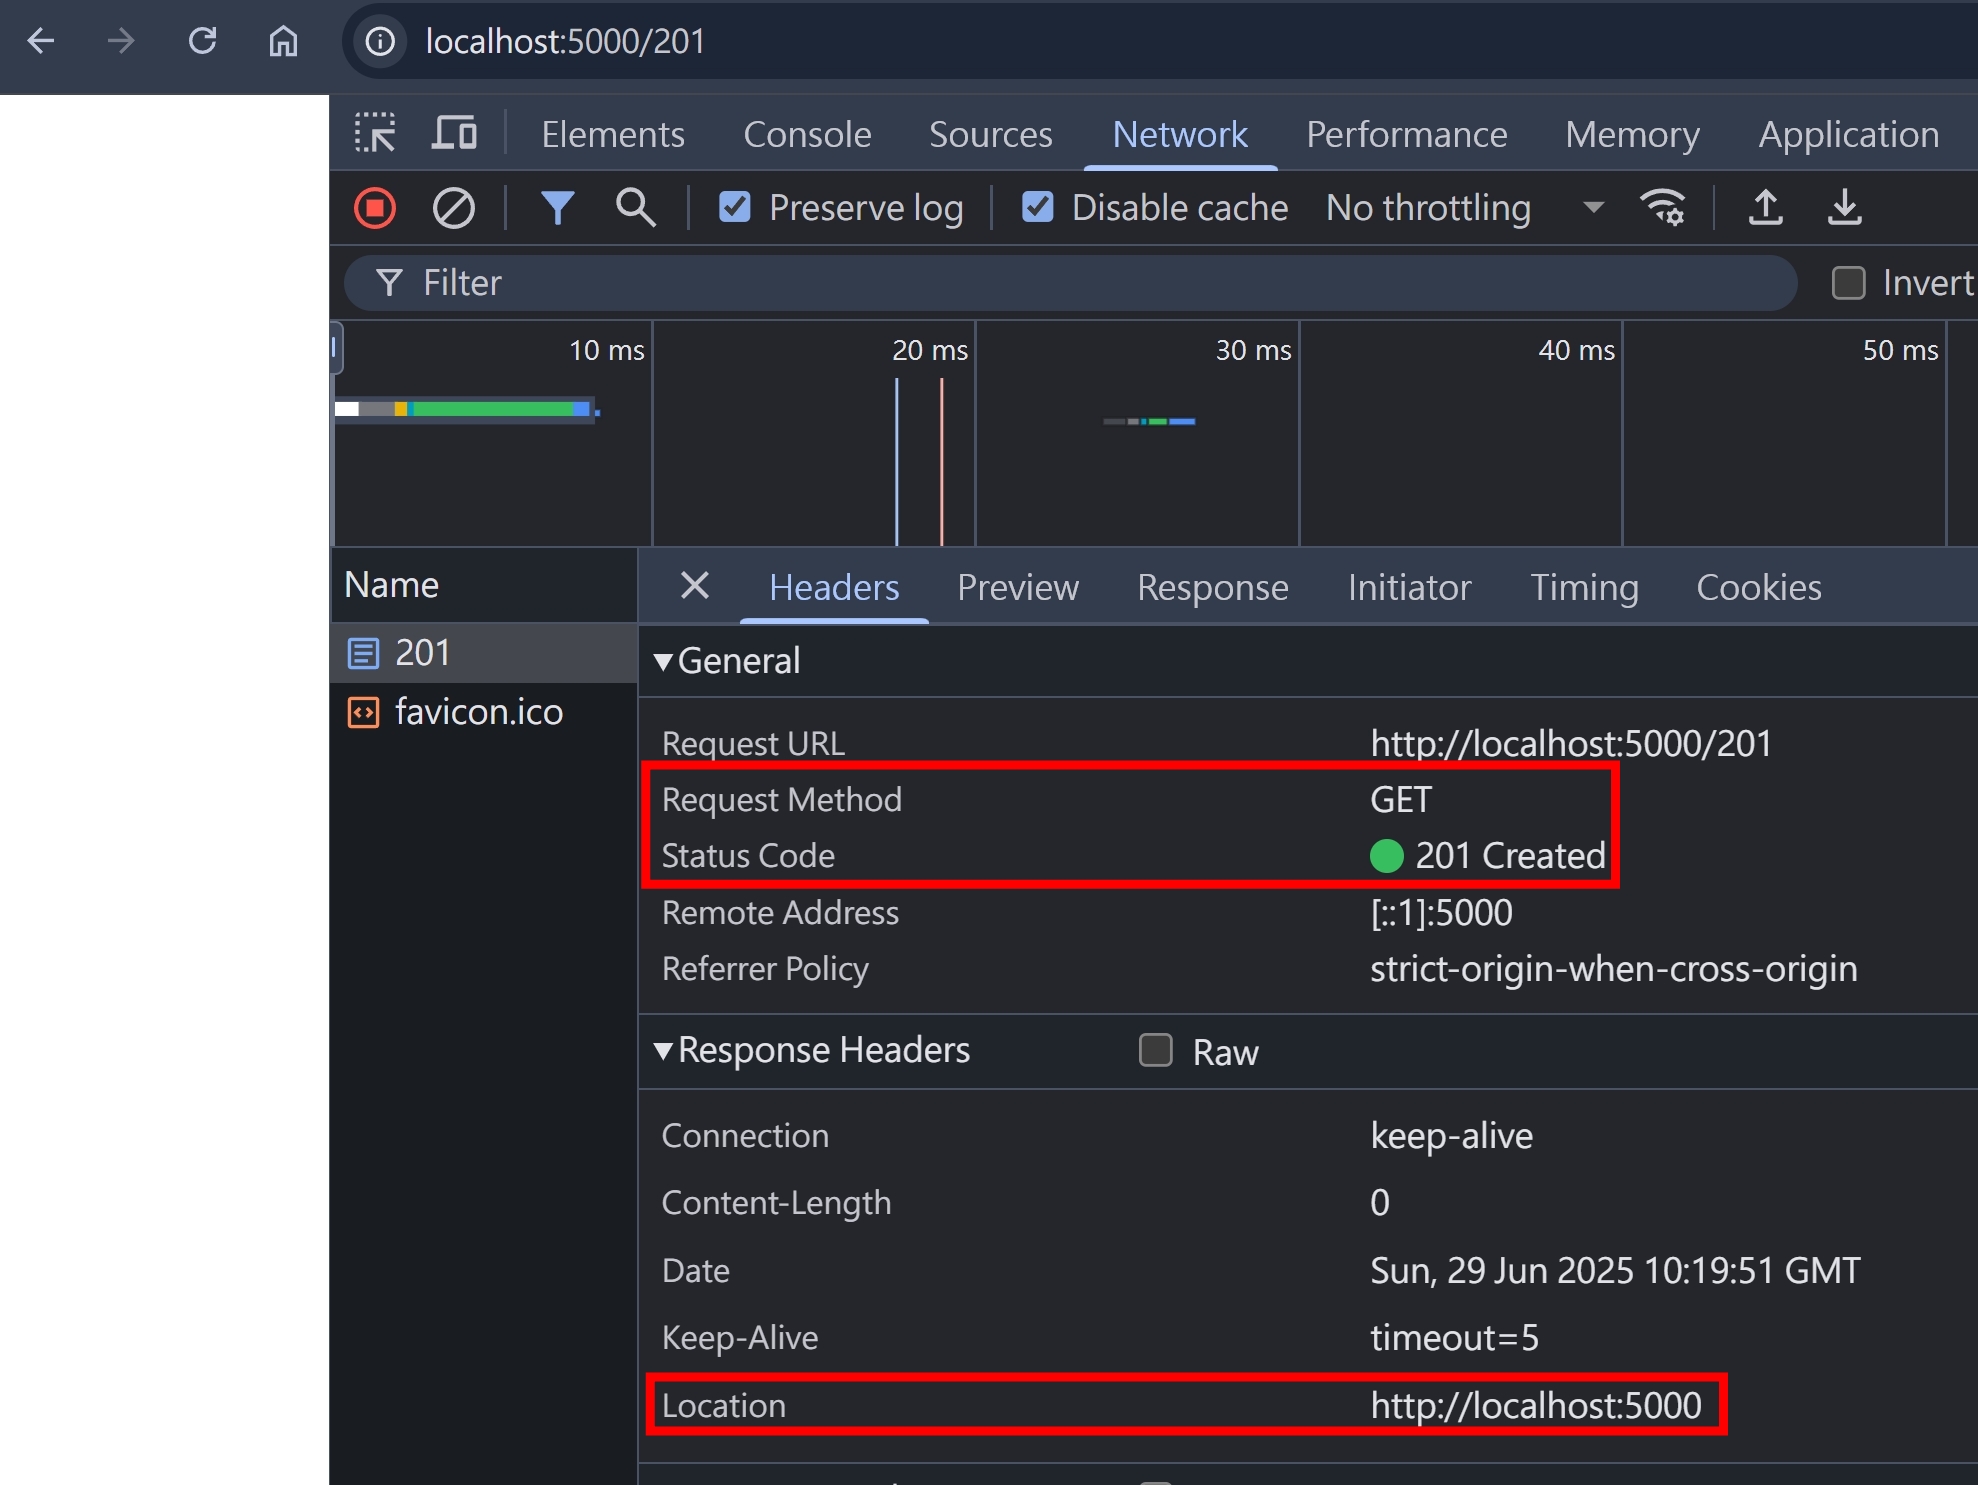 localhost:5000/201
Elements Console Sources Network Performance Memory Application
Preserve log Disable cache No throttling
Filter Invert
10 ms 20 ms 30 ms 40 ms 50 ms
Name Headers Preview Response Initiator Timing Cookies
201
favicon.ico
General
Request URL http://localhost:5000/201
Request Method GET
Status Code 201 Created
Remote Address [::1]:5000
Referrer Policy strict-origin-when-cross-origin
Response Headers Raw
Connection keep-alive
Content-Length 0
Date Sun, 29 Jun 2025 10:19:51 GMT
Keep-Alive timeout=5
Location http://localhost:5000